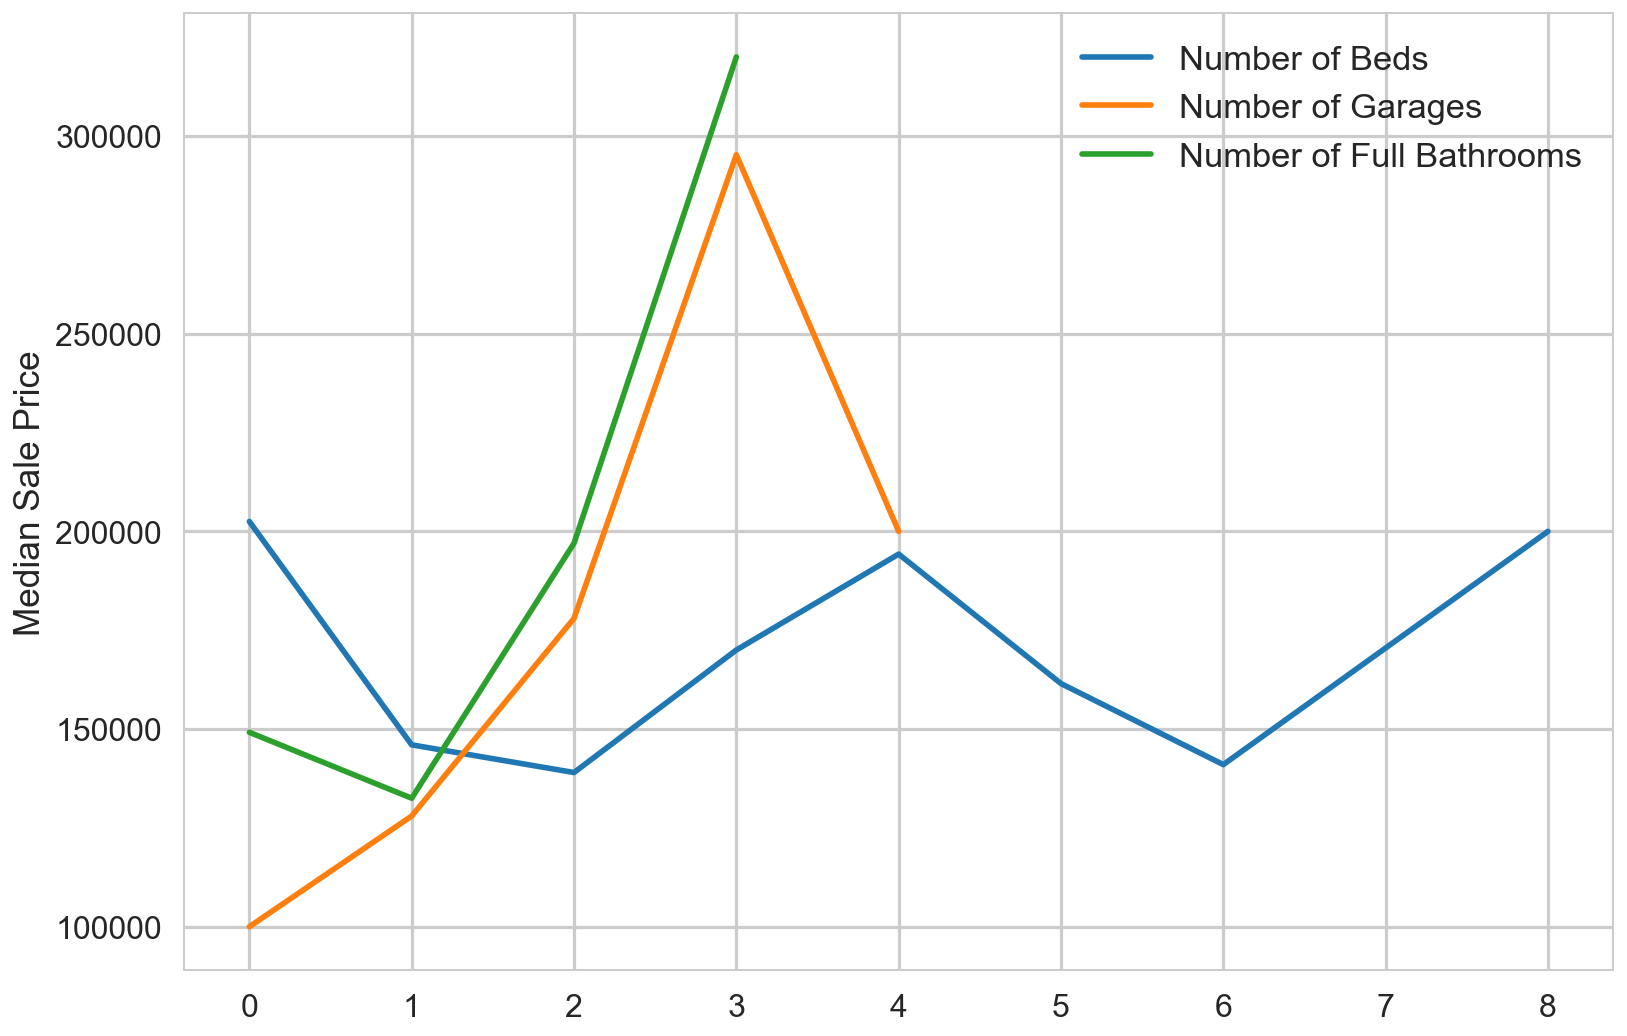 Number of Beds
Number of Garages
Number of Full Bathrooms
Median Sale Price
300000
250000
200000
150000
100000
0 1 2 3 4 5 6 7 8